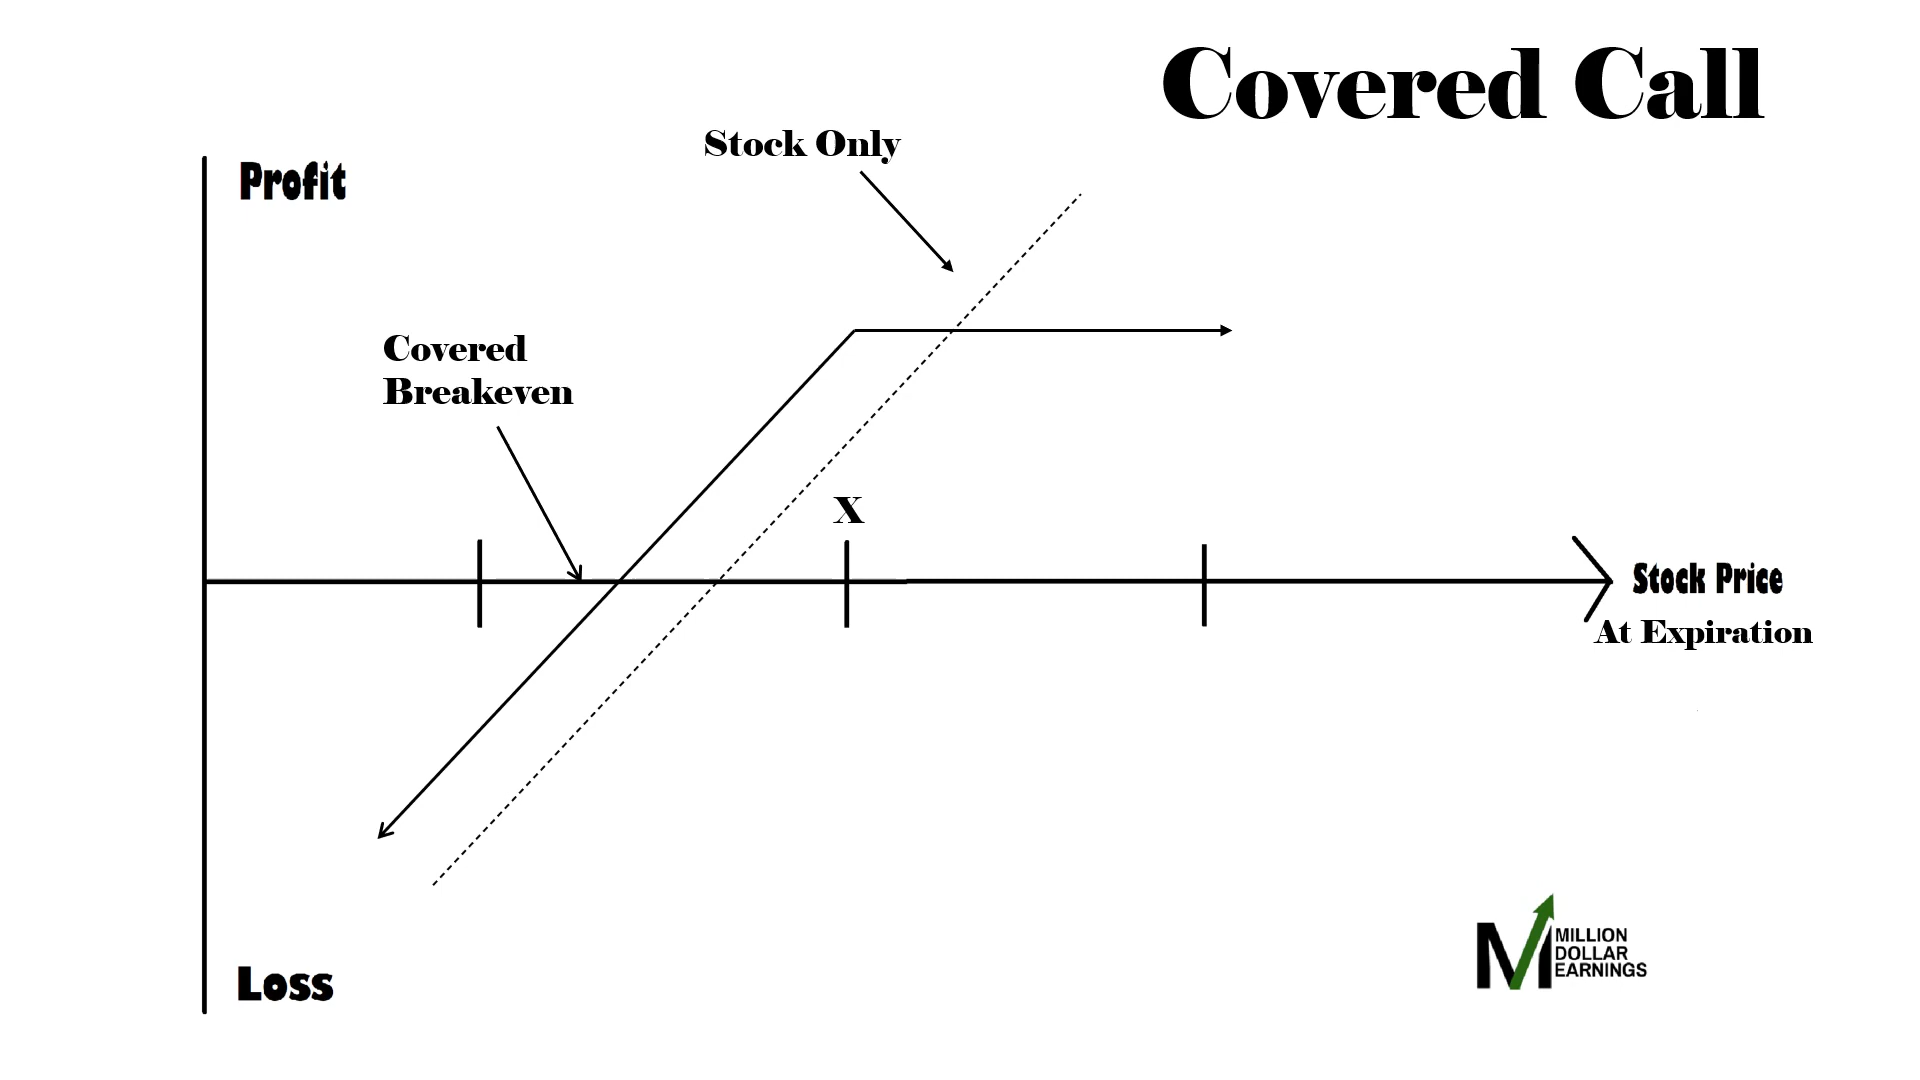 Covered Call
Stock Only
Profit
Covered
Breakeven
X
Stock Price
At Expiration
Loss
MILLION
DOLLAR
EARNINGS